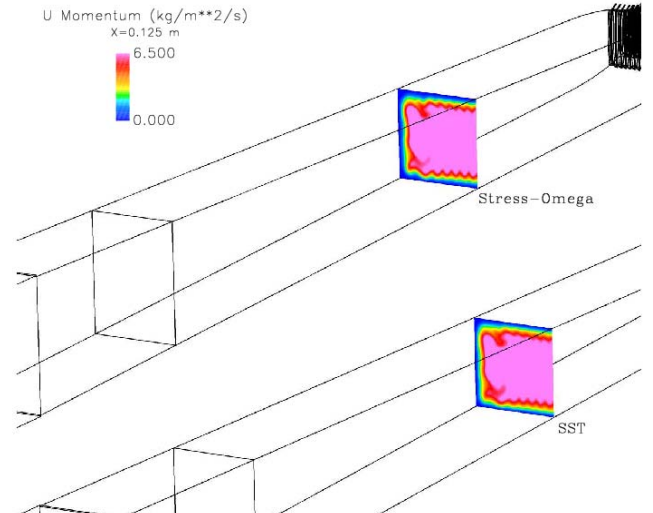 U Momentum (kg/m**2/s)
X=0.125 m
6.500
0.000
Stress-Omega
SST